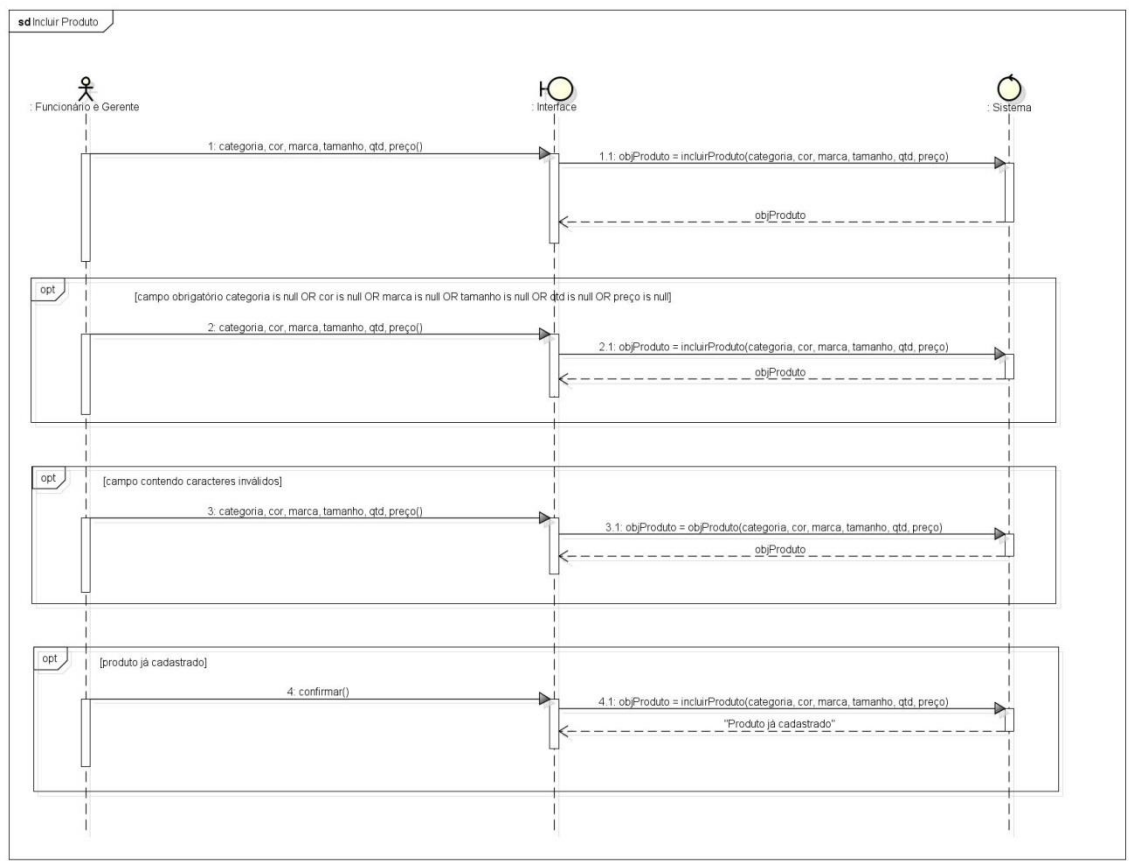 sd Incluir Produto
: Funcionário e Gerente
: Interface
: Sistema
1: categoria, cor, marca, tamanho, qtd, preço()
1.1: objProduto = incluirProduto(categoria, cor, marca, tamanho, qtd, preço)
objProduto
opt
[campo obrigatório categoria is null OR cor is null OR marca is null OR tamanho is null OR qtd is null OR preço is null]
2: categoria, cor, marca, tamanho, qtd, preço()
2.1: objProduto = incluirProduto(categoria, cor, marca, tamanho, qtd, preço)
objProduto
opt
[campo contendo caracteres inválidos]
3: categoria, cor, marca, tamanho, qtd, preço()
3.1: objProduto = objProduto(categoria, cor, marca, tamanho, qtd, preço)
objProduto
opt
[produto já cadastrado]
4: confirmar()
4.1: objProduto = incluirProduto(categoria, cor, marca, tamanho, qtd, preço)
"Produto já cadastrado"